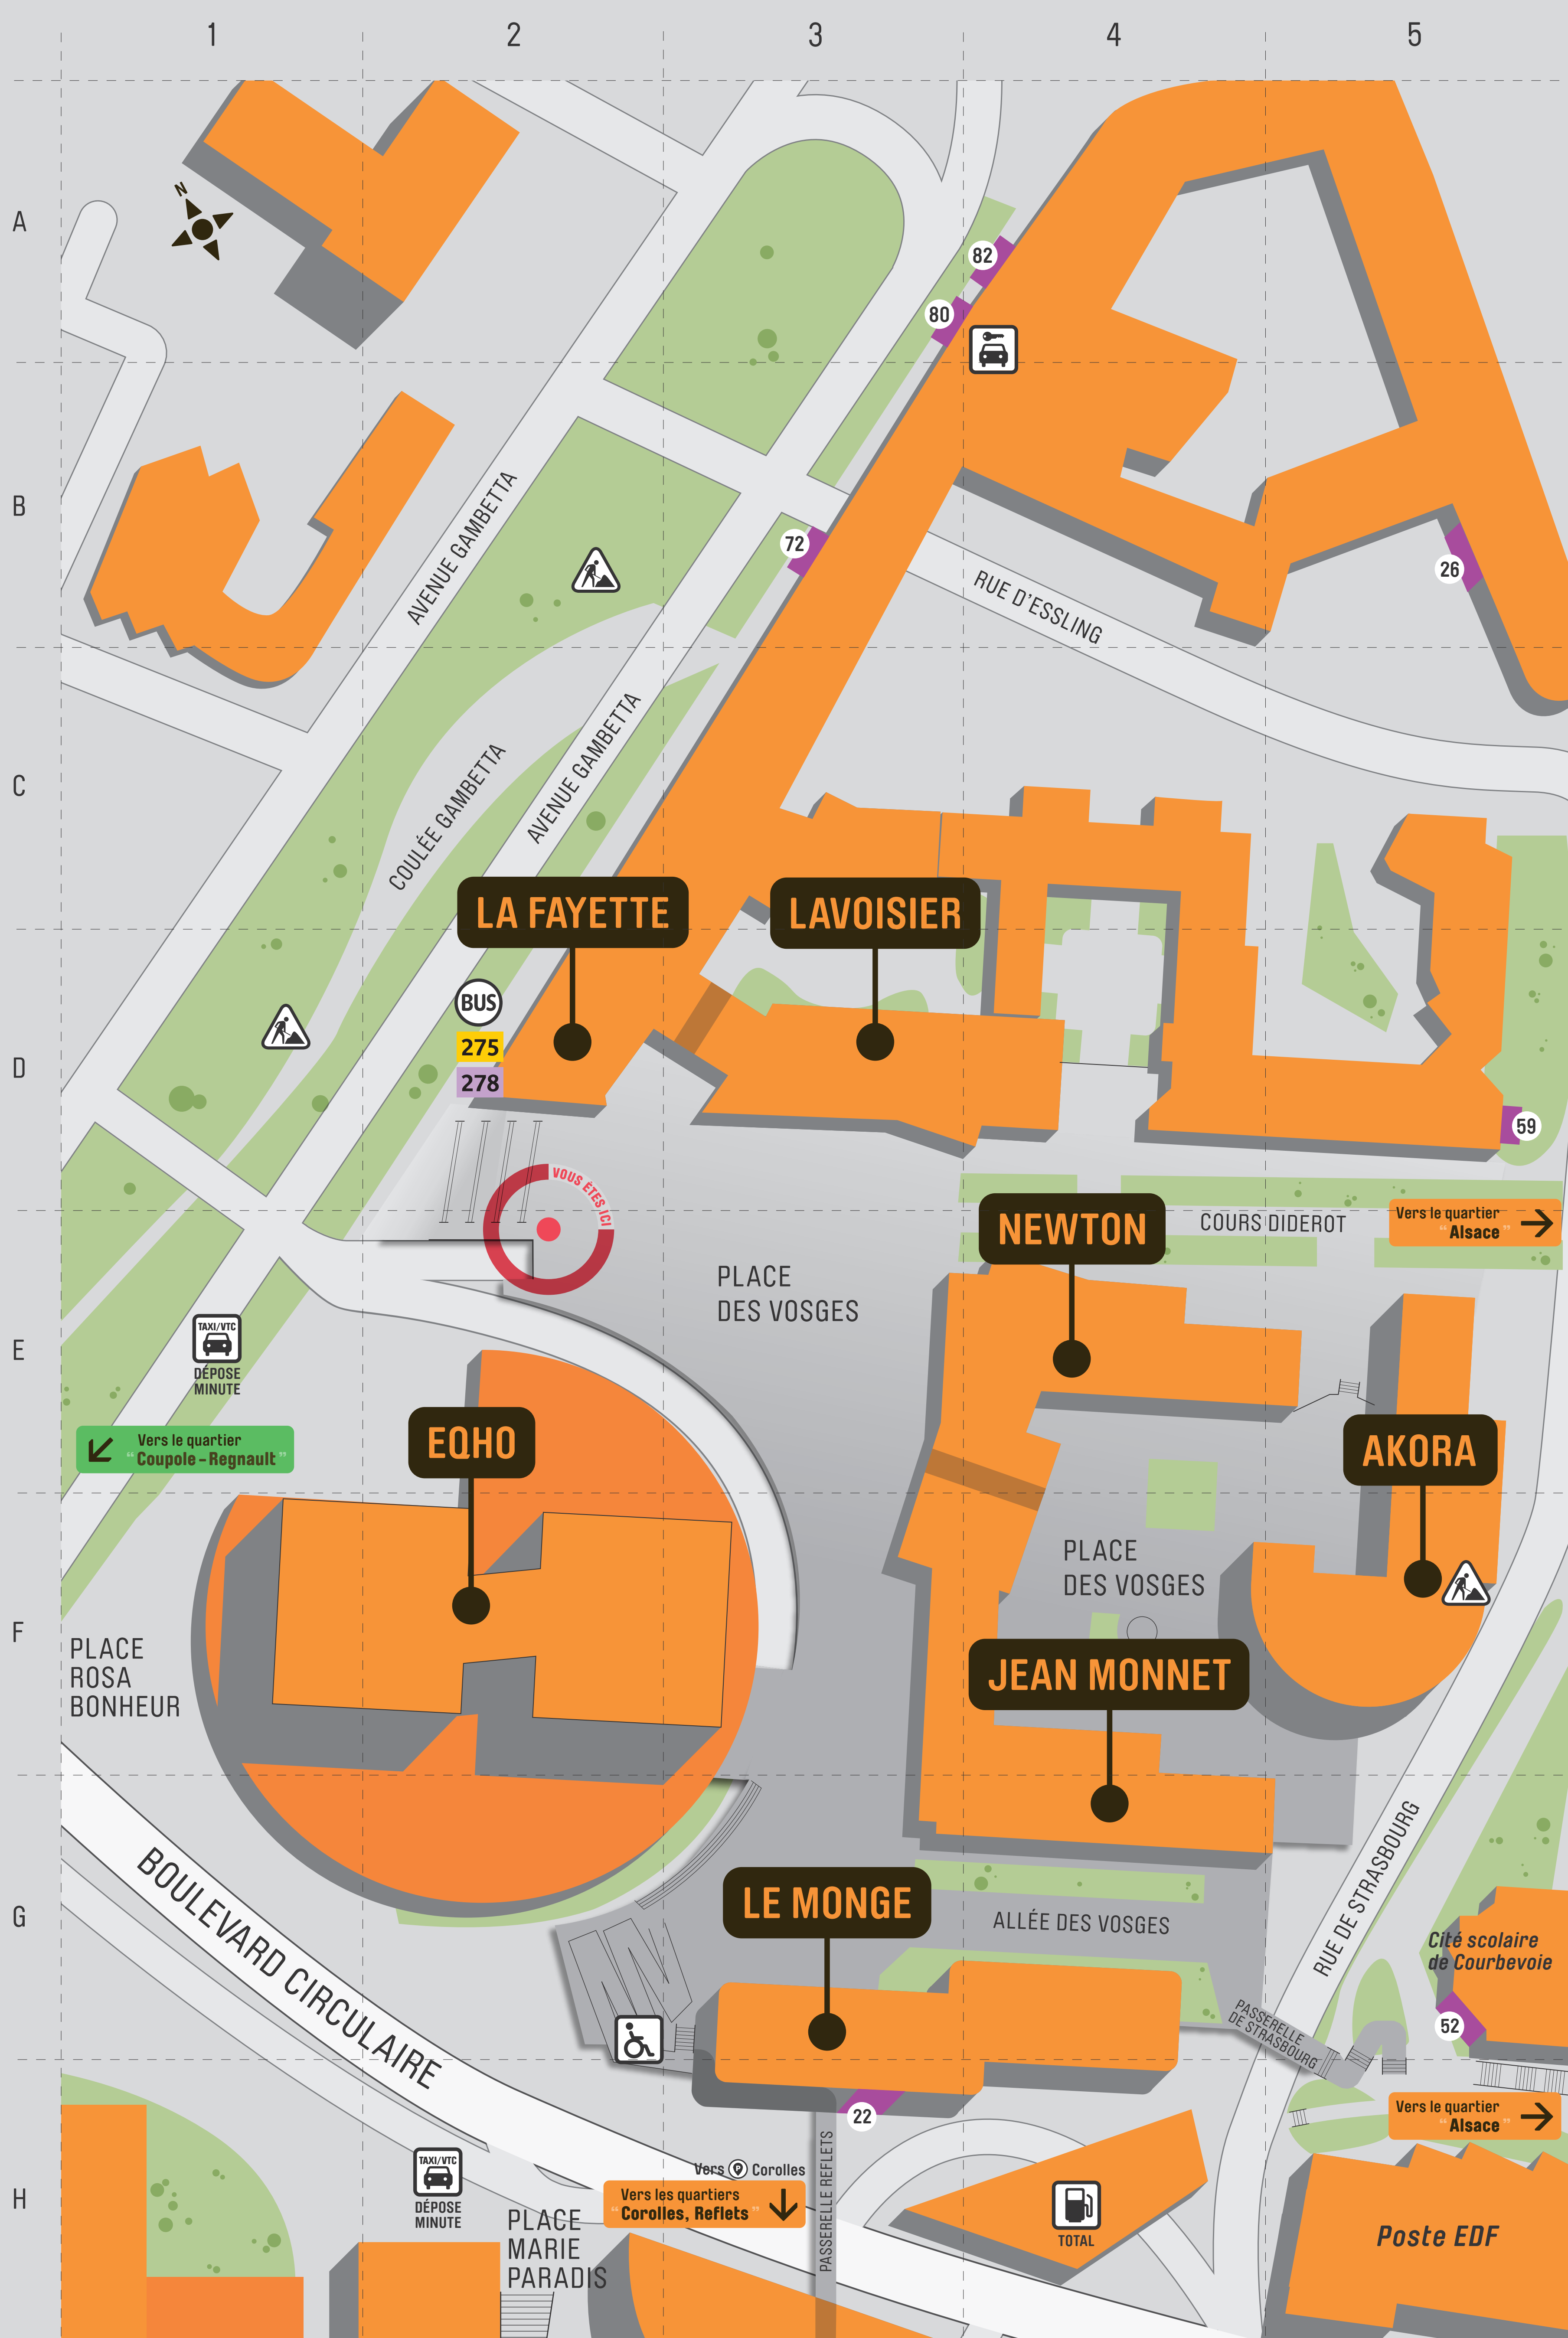 1
2
3
4
5
A
N
82
80
B
AVENUE GAMBETTA
72
RUE D'ESSLING
26
C
COULÉE GAMBETTA
AVENUE GAMBETTA
LA FAYETTE
LAVOISIER
D
BUS
275
278
59
VOUS ÊTES ICI
NEWTON
COURS DIDEROT
Vers le quartier
“ Alsace ”
PLACE
DES VOSGES
E
TAXI/VTC
DÉPOSE
MINUTE
Vers le quartier
“ Coupole – Regnault ”
EQHO
AKORA
PLACE
DES VOSGES
F
PLACE
ROSA
BONHEUR
JEAN MONNET
BOULEVARD CIRCULAIRE
RUE DE STRASBOURG
G
LE MONGE
ALLÉE DES VOSGES
Cité scolaire
de Courbevoie
PASSERELLE
DE STRASBOURG
52
22
Vers le quartier
“ Alsace ”
H
TAXI/VTC
DÉPOSE
MINUTE
Vers P Corolles
Vers les quartiers
“ Corolles, Reflets ”
PASSERELLE REFLETS
PLACE
MARIE
PARADIS
TOTAL
Poste EDF